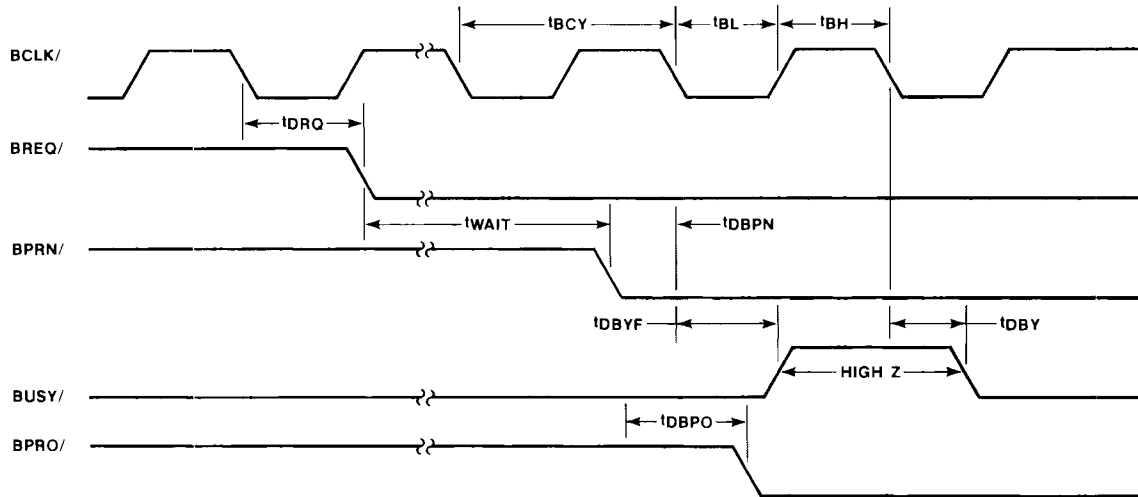 tBCY
tBL
tBH
BCLK/
tDRQ
BREQ/
tWAIT
tDBPN
BPRN/
tDBYF
tDBY
HIGH Z
BUSY/
tDBPO
BPRO/